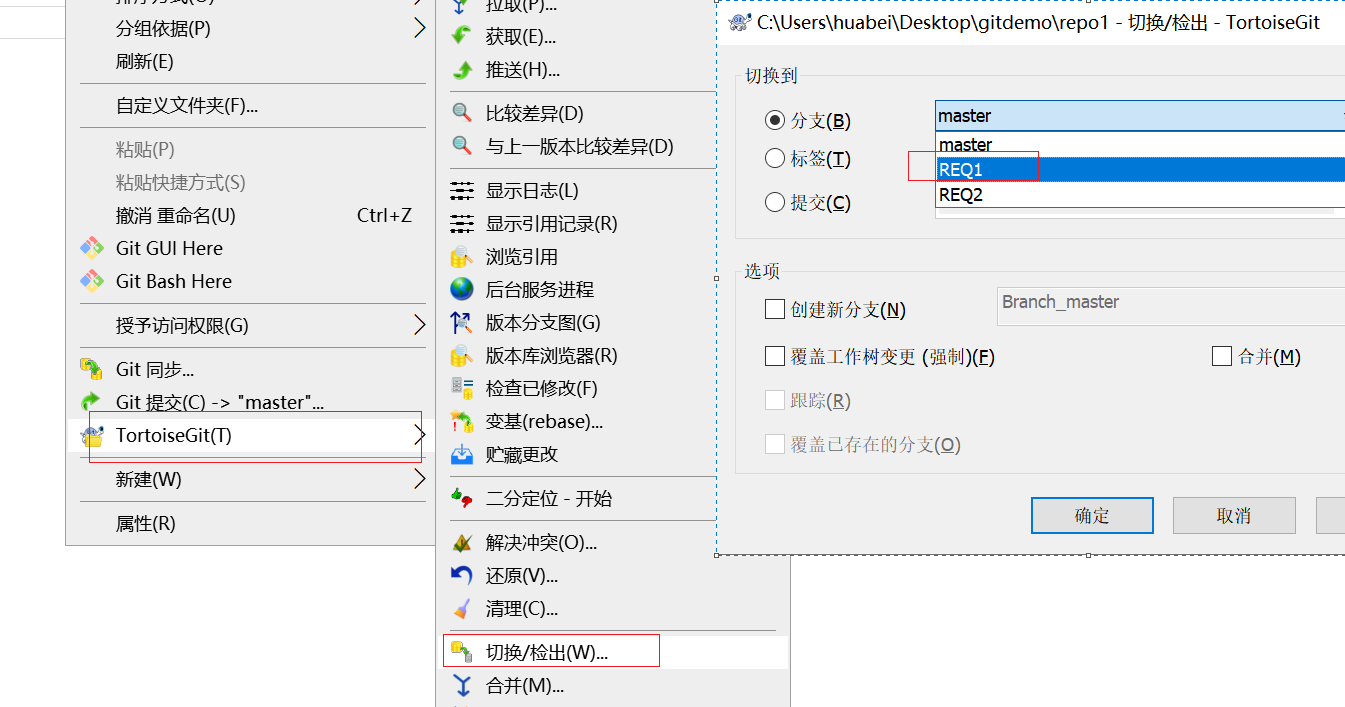 排序方式(O)
分组依据(P)
刷新(E)
自定义文件夹(F)...
粘贴(P)
粘贴快捷方式(S)
撤消 重命名(U) Ctrl+Z
Git GUI Here
Git Bash Here
授予访问权限(G)
Git 同步...
Git 提交(C) -> "master"...
TortoiseGit(T)
新建(W)
属性(R)
拉取(P)...
获取(E)...
推送(H)...
比较差异(D)
与上一版本比较差异(D)
显示日志(L)
显示引用记录(R)
浏览引用
后台服务进程
版本分支图(G)
版本库浏览器(R)
检查已修改(F)
变基(rebase)...
贮藏更改
二分定位 - 开始
解决冲突(O)...
还原(V)...
清理(C)...
切换/检出(W)...
合并(M)...
C:\Users\huabei\Desktop\gitdemo\repo1 - 切换/检出 - TortoiseGit
切换到
分支(B)
master
master
标签(T)
REQ1
REQ2
提交(C)
选项
创建新分支(N)
Branch_master
覆盖工作树变更 (强制)(F)
合并(M)
跟踪(R)
覆盖已存在的分支(O)
确定
取消